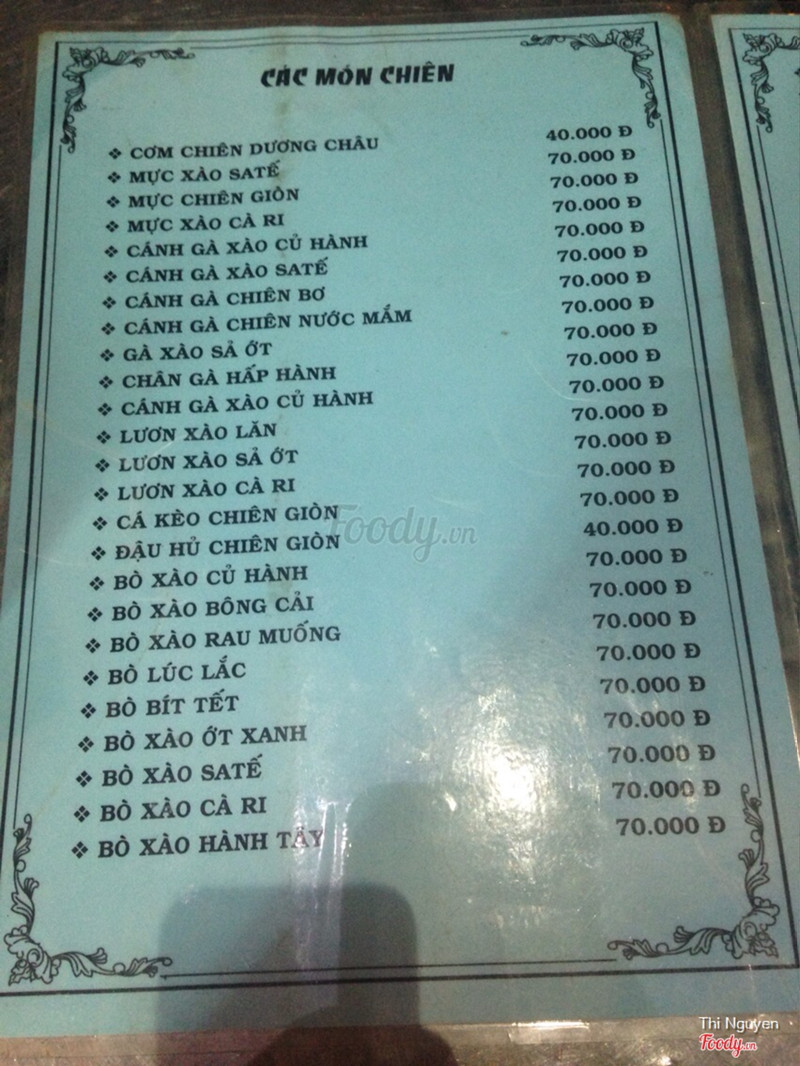 CÁC MÓN CHIÊN
❖ CƠM CHIÊN DƯƠNG CHÂU 40.000 Đ
❖ MỰC XÀO SATẾ 70.000 Đ
❖ MỰC CHIÊN GIÒN 70.000 Đ
❖ MỰC XÀO CÀ RI 70.000 Đ
❖ CÁNH GÀ XÀO CỦ HÀNH 70.000 Đ
❖ CÁNH GÀ XÀO SATẾ 70.000 Đ
❖ CÁNH GÀ CHIÊN BƠ 70.000 Đ
❖ CÁNH GÀ CHIÊN NƯỚC MẮM 70.000 Đ
❖ GÀ XÀO SẢ ỚT 70.000 Đ
❖ CHÂN GÀ HẤP HÀNH 70.000 Đ
❖ CÁNH GÀ XÀO CỦ HÀNH 70.000 Đ
❖ LƯƠN XÀO LĂN 70.000 Đ
❖ LƯƠN XÀO SẢ ỚT 70.000 Đ
❖ LƯƠN XÀO CÀ RI 70.000 Đ
❖ CÁ KÈO CHIÊN GIÒN 70.000 Đ
❖ ĐẬU HỦ CHIÊN GIÒN 40.000 Đ
❖ BÒ XÀO CỦ HÀNH 70.000 Đ
❖ BÒ XÀO BÔNG CẢI 70.000 Đ
❖ BÒ XÀO RAU MUỐNG 70.000 Đ
❖ BÒ LÚC LẮC 70.000 Đ
❖ BÒ BÍT TẾT 70.000 Đ
❖ BÒ XÀO ỚT XANH 70.000 Đ
❖ BÒ XÀO SATẾ 70.000 Đ
❖ BÒ XÀO CÀ RI 70.000 Đ
❖ BÒ XÀO HÀNH TÂY 70.000 Đ
Foody.vn
Thi Nguyen
Foody.vn